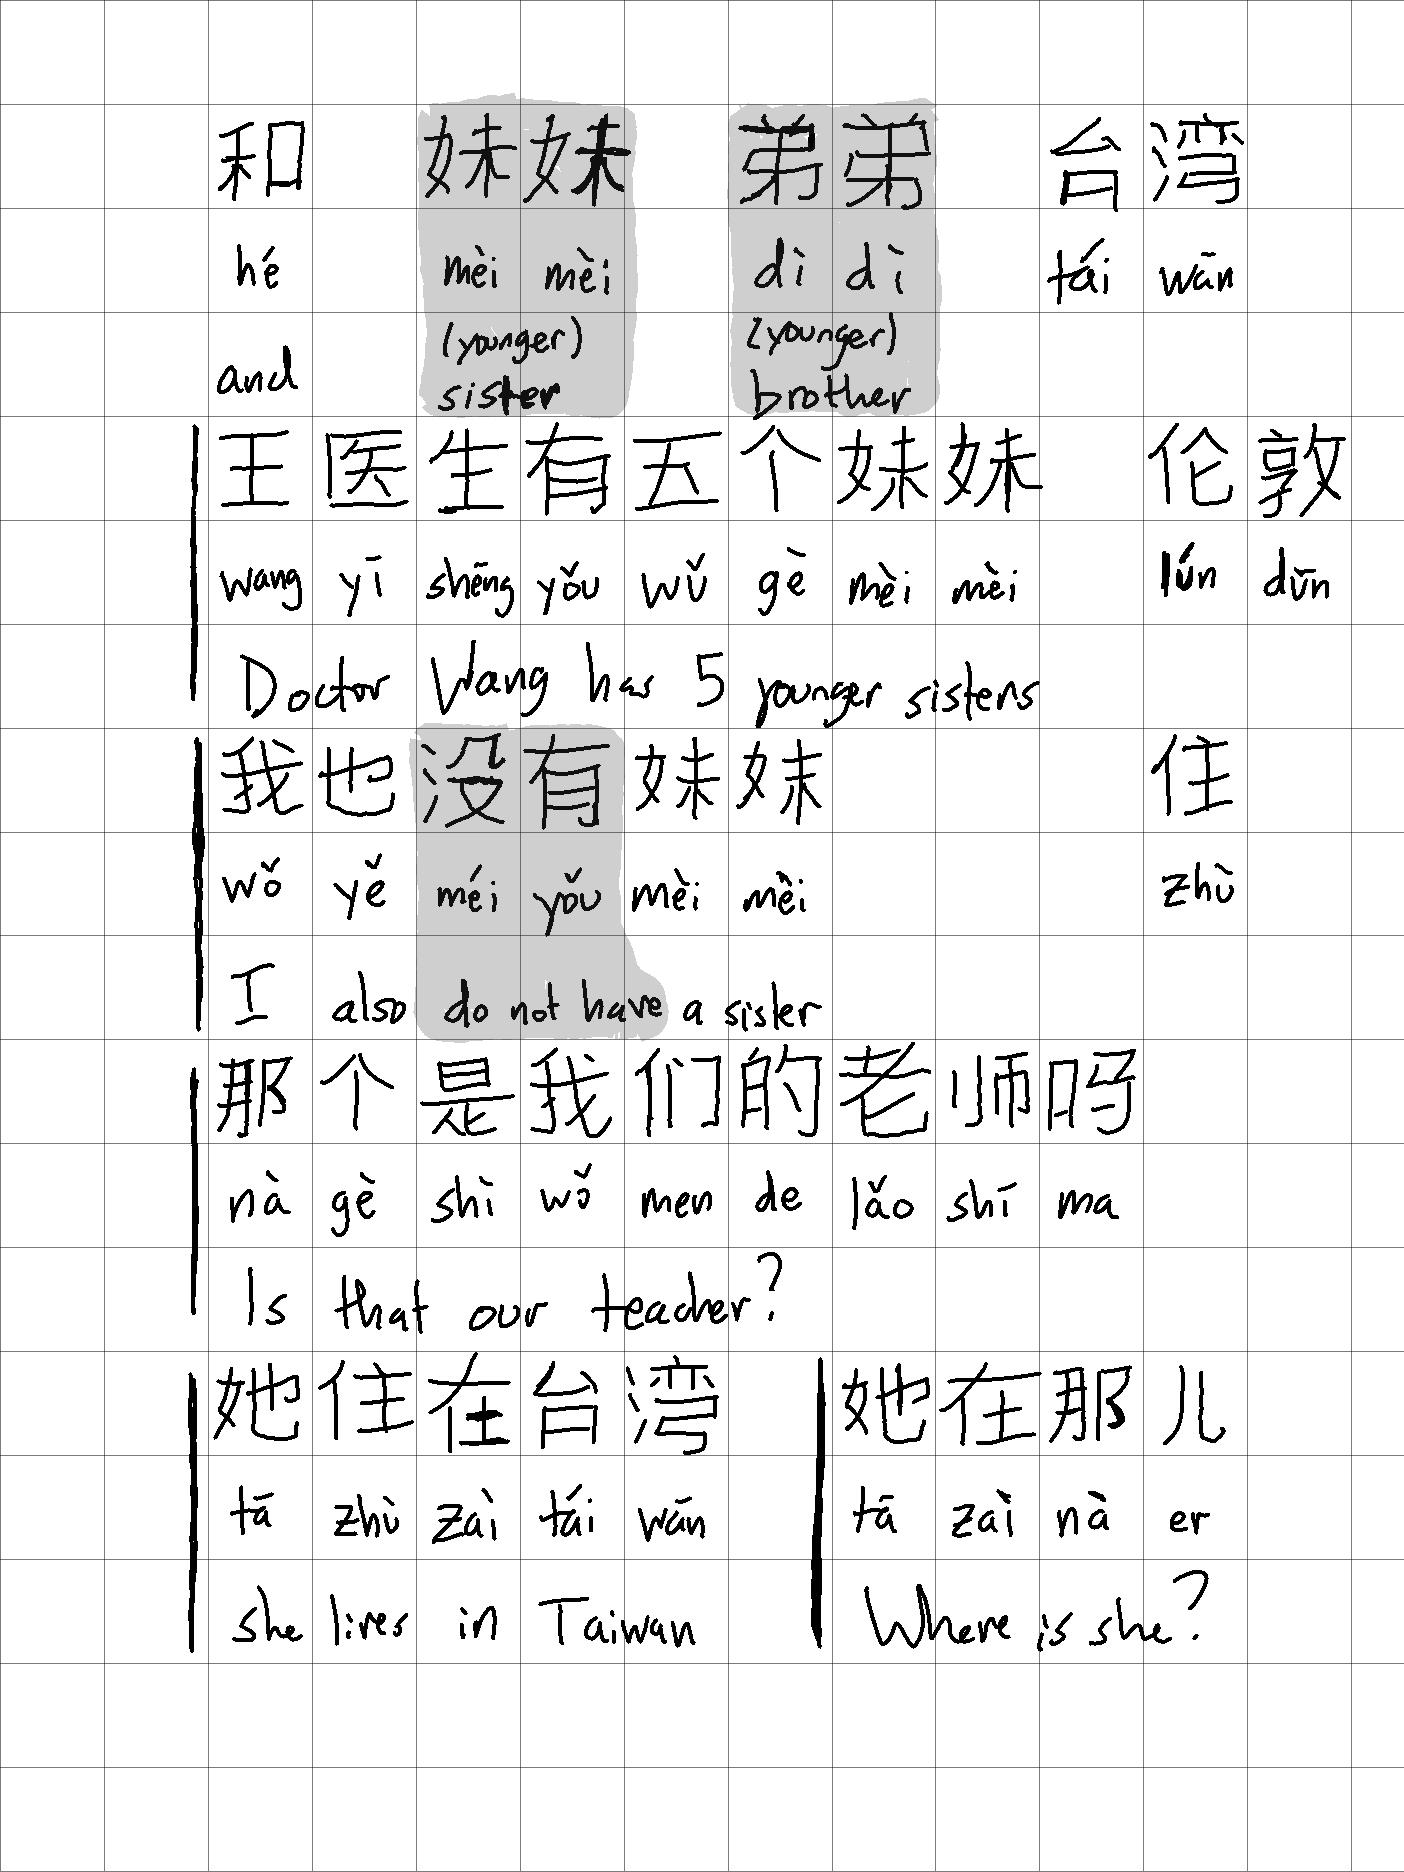 和 妹妹 弟弟 台湾
hé mèi mèi dì dì tái wān
and (younger) sister (younger) brother
王医生有五个妹妹 伦敦
wang yī shēng yǒu wǔ gè mèi mèi lún dūn
Doctor Wang has 5 younger sisters
我也没有妹妹 住
wǒ yě méi yǒu mèi mèi zhù
I also do not have a sister
那个是我们的老师吗
nà gè shì wǒ men de lǎo shī ma
Is that our teacher?
她住在台湾 她在那儿
tā zhù zài tái wān tā zài nà er
she lives in Taiwan Where is she?